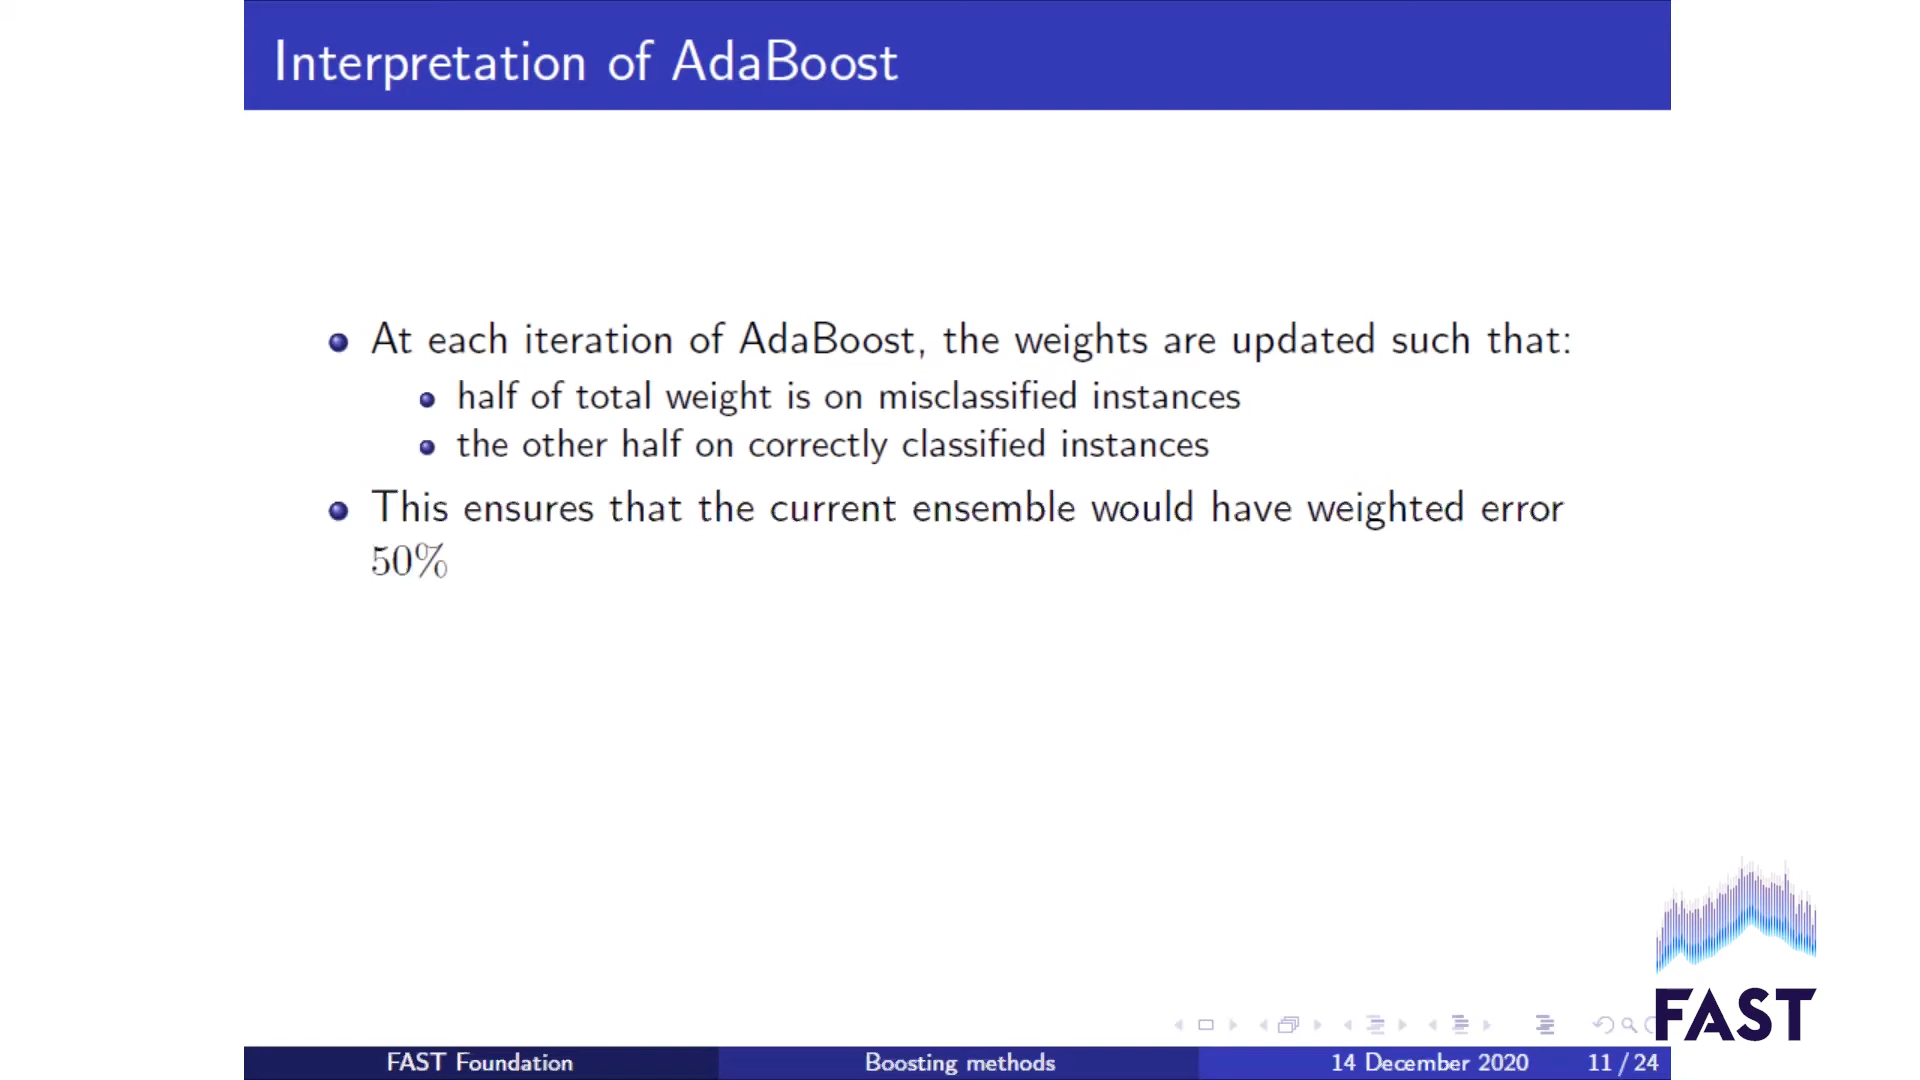 Interpretation of AdaBoost
At each iteration of AdaBoost, the weights are updated such that:
half of total weight is on misclassified instances
the other half on correctly classified instances
This ensures that the current ensemble would have weighted error
50%
FAST
FAST Foundation
Boosting methods
14 December 2020
11 / 24